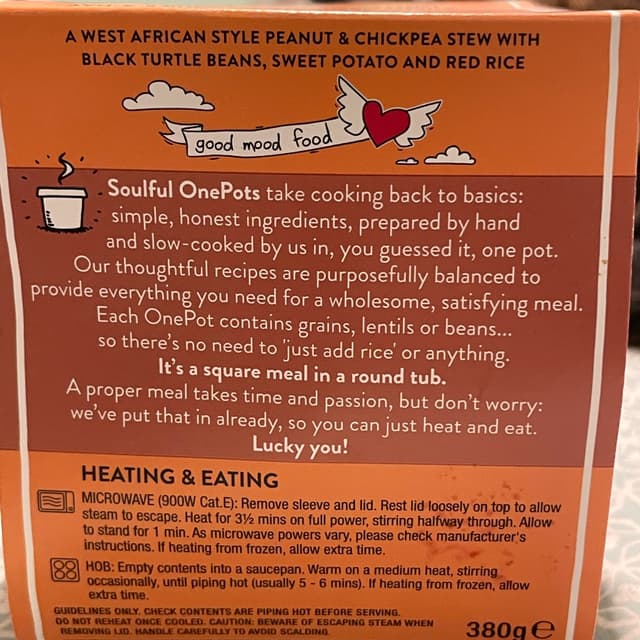 A WEST AFRICAN STYLE PEANUT & CHICKPEA STEW WITH
BLACK TURTLE BEANS, SWEET POTATO AND RED RICE
good mood food
Soulful OnePots take cooking back to basics:
simple, honest ingredients, prepared by hand
and slow-cooked by us in, you guessed it, one pot.
Our thoughtful recipes are purposefully balanced to
provide everything you need for a wholesome, satisfying meal.
Each OnePot contains grains, lentils or beans...
so there's no need to 'just add rice' or anything.
It's a square meal in a round tub.
A proper meal takes time and passion, but don't worry:
we've put that in already, so you can just heat and eat.
Lucky you!
HEATING & EATING
MICROWAVE (900W Cat.E): Remove sleeve and lid. Rest lid loosely on top to allow
steam to escape. Heat for 3½ mins on full power, stirring halfway through. Allow
to stand for 1 min. As microwave powers vary, please check manufacturer's
instructions. If heating from frozen, allow extra time.
HOB: Empty contents into a saucepan. Warm on a medium heat, stirring
occasionally, until piping hot (usually 5 - 6 mins). If heating from frozen, allow
extra time.
GUIDELINES ONLY. CHECK CONTENTS ARE PIPING HOT BEFORE SERVING.
DO NOT REHEAT ONCE COOLED. CAUTION: BEWARE OF ESCAPING STEAM WHEN
REMOVING LID. HANDLE CAREFULLY TO AVOID SCALDING.
380g ℮